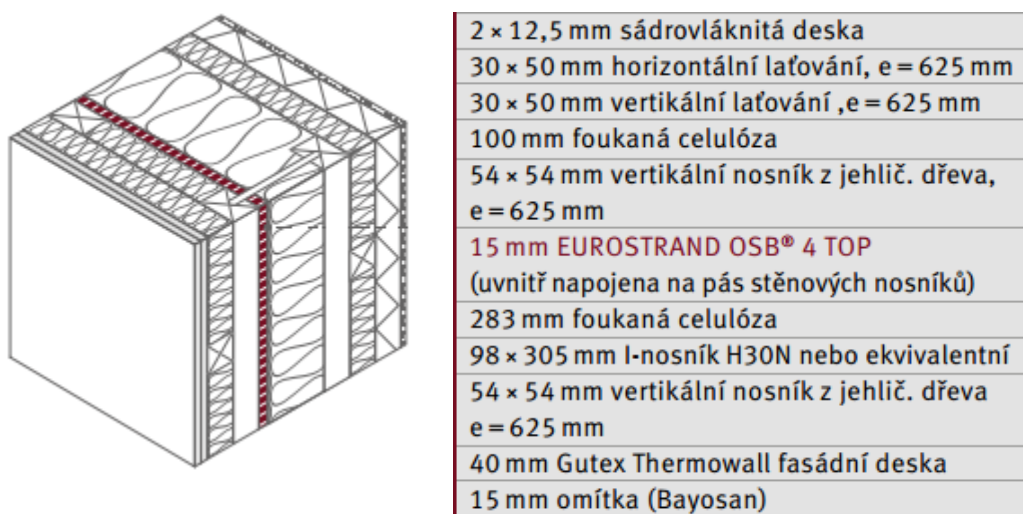 2 × 12,5 mm sádrovláknitá deska
30 × 50 mm horizontální laťování, e = 625 mm
30 × 50 mm vertikální laťování ,e = 625 mm
100 mm foukaná celulóza
54 × 54 mm vertikální nosník z jehlič. dřeva,
e = 625 mm
15 mm EUROSTRAND OSB® 4 TOP
(uvnitř napojena na pás stěnových nosníků)
283 mm foukaná celulóza
98 × 305 mm I-nosník H30N nebo ekvivalentní
54 × 54 mm vertikální nosník z jehlič. dřeva
e = 625 mm
40 mm Gutex Thermowall fasádní deska
15 mm omítka (Bayosan)